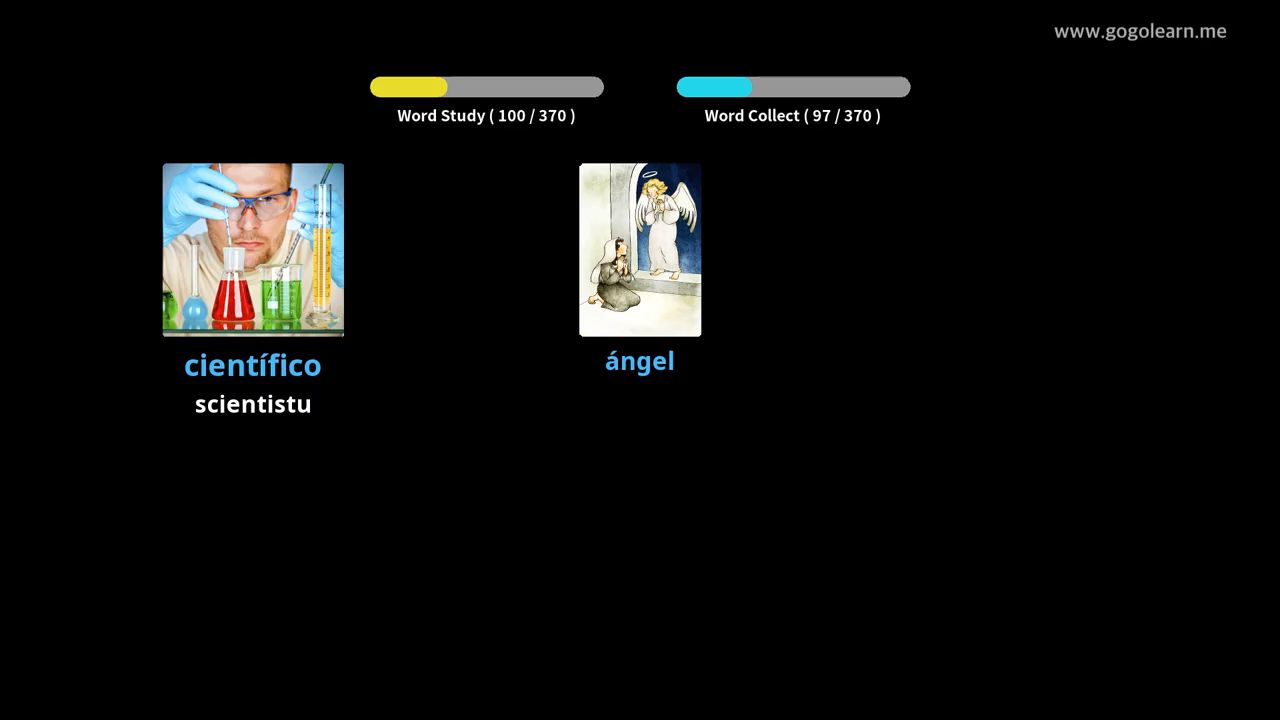 www.gogolearn.me
Word Study ( 100 / 370 )
Word Collect ( 97 / 370 )
científico
scientistu
ángel